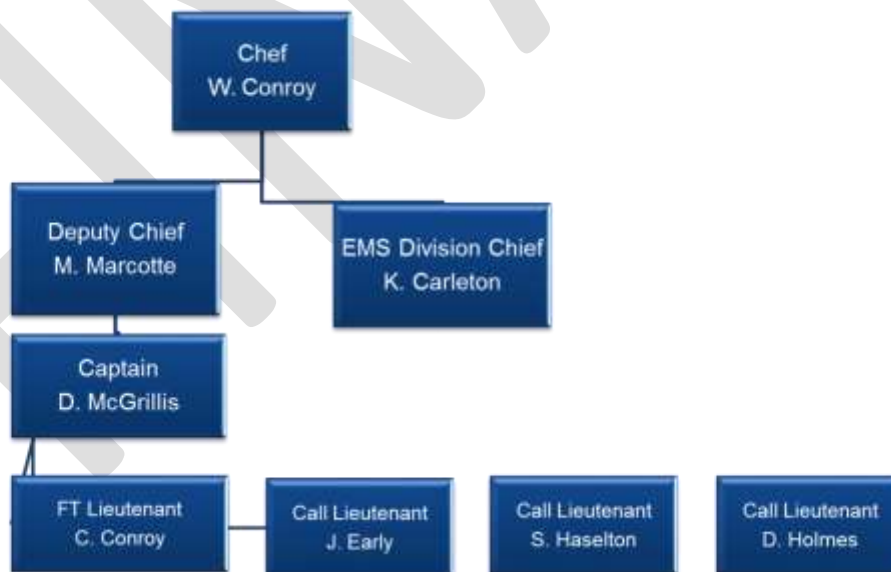 Chef
W. Conroy
Deputy Chief
M. Marcotte
EMS Division Chief
K. Carleton
Captain
D. McGrillis
FT Lieutenant
C. Conroy
Call Lieutenant
J. Early
Call Lieutenant
S. Haselton
Call Lieutenant
D. Holmes